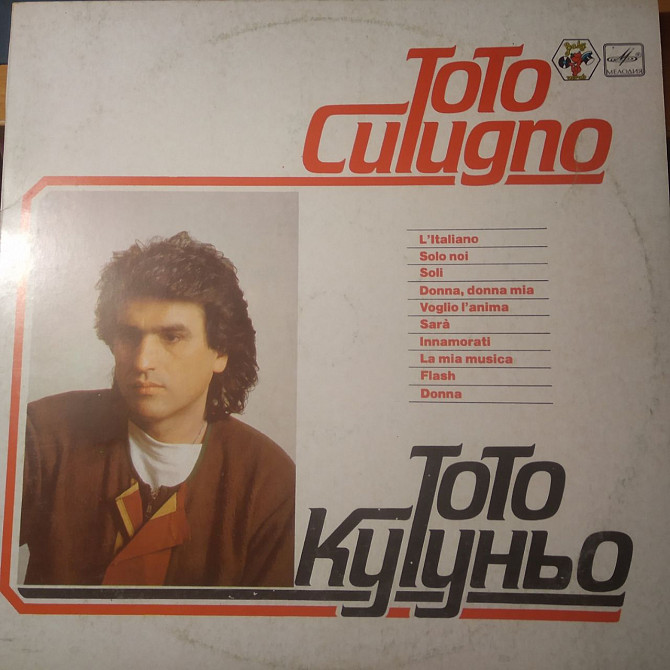 ToTo
Cutugno
МЕЛОДИЯ
L'Italiano
Solo noi
Soli
Donna, donna mia
Voglio l'anima
Sarà
Innamorati
La mia musica
Flash
Donna
ТоТо
Кутуньо